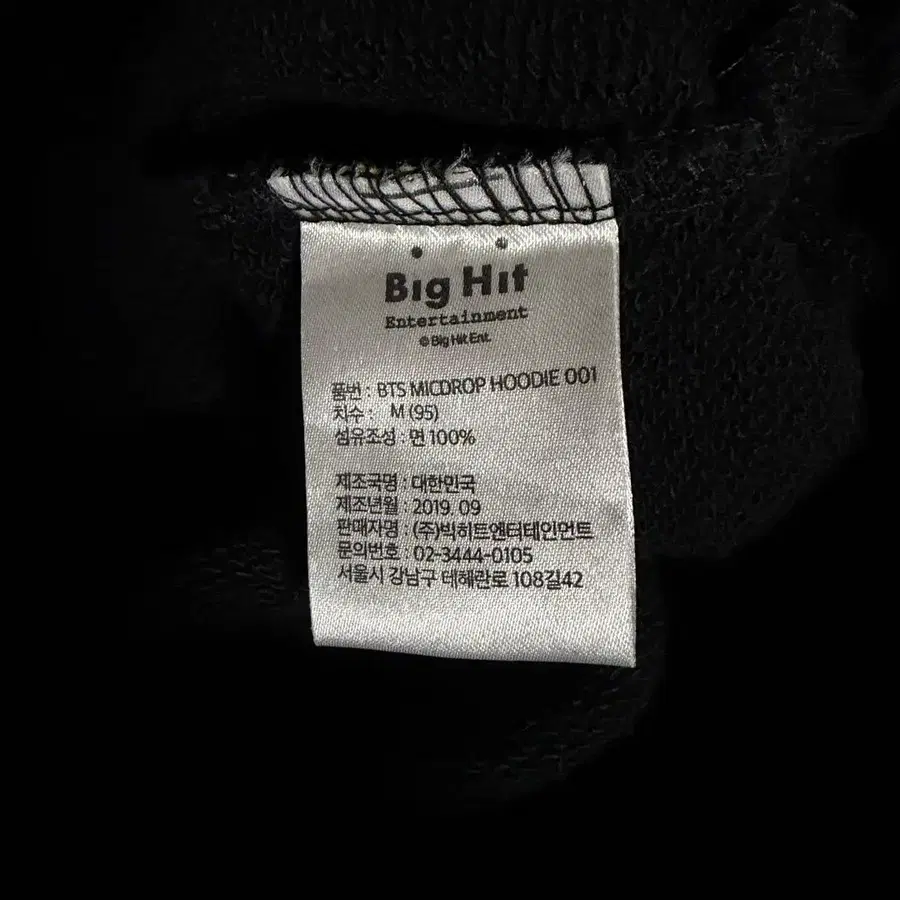 Big Hit
Entertainment
© Big Hit Ent.
품번 : BTS MICDROP HOODIE 001
치수 : M (95)
섬유조성 : 면 100%
제조국명 : 대한민국
제조년월 : 2019. 09
판매자명 : (주)빅히트엔터테인먼트
문의번호 : 02-3444-0105
서울시 강남구 테헤란로 108길42